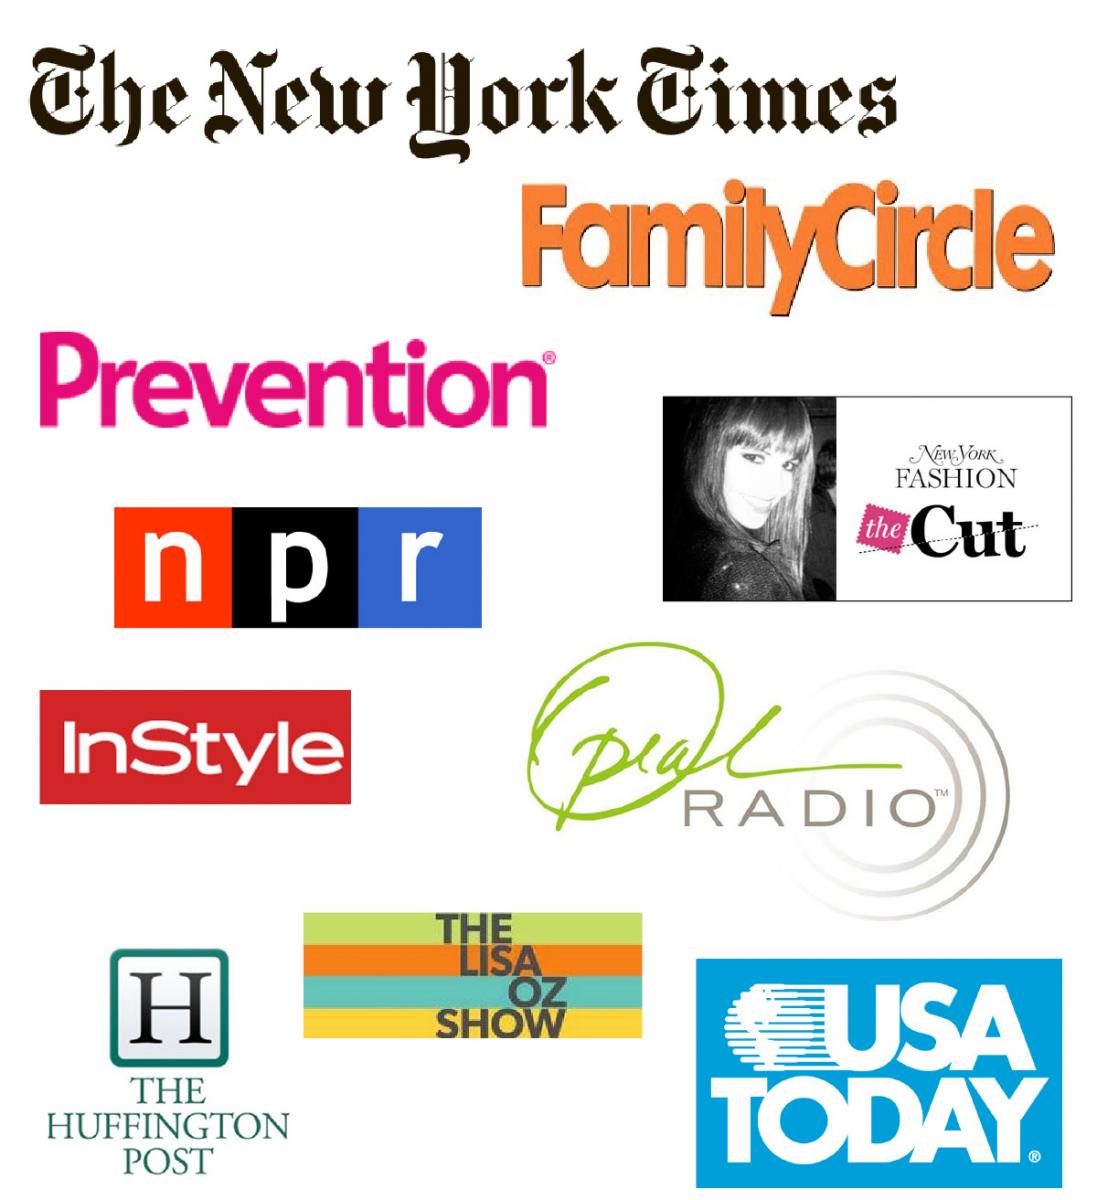 The New York Times
FamilyCircle
Prevention®
NEW YORK
FASHION
the Cut
npr
InStyle
Oprah
RADIO™
THE
LISA
OZ
SHOW
H
THE
HUFFINGTON
POST
USA
TODAY®